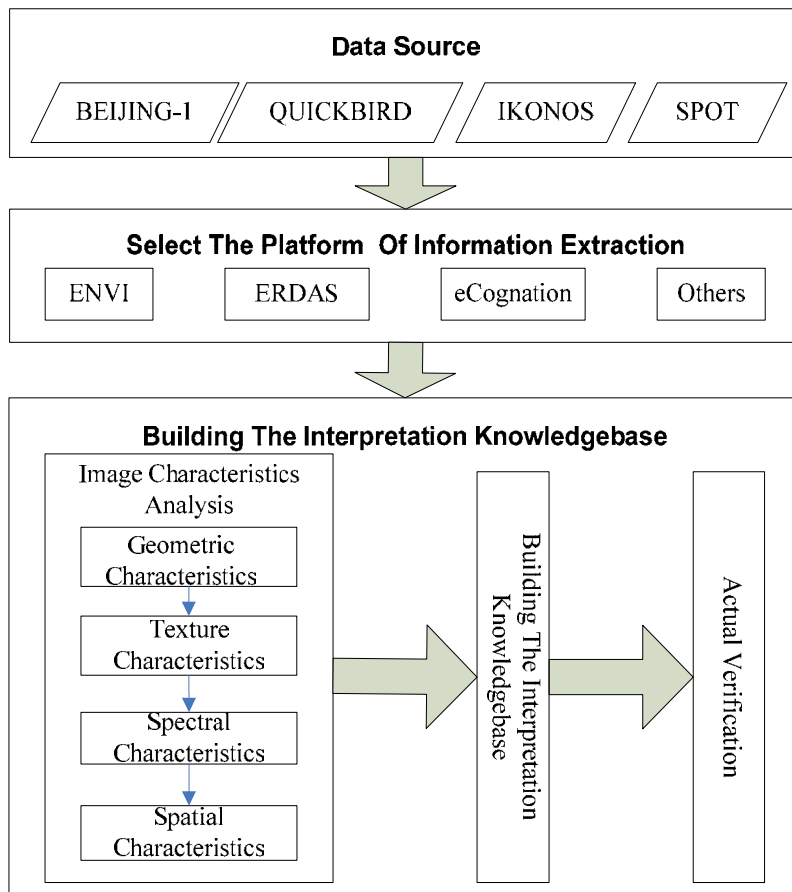 Data Source
BEIJING-1 QUICKBIRD IKONOS SPOT
Select The Platform Of Information Extraction
ENVI ERDAS eCognation Others
Building The Interpretation Knowledgebase
Image Characteristics
Analysis
Geometric
Characteristics
Texture
Characteristics
Spectral
Characteristics
Spatial
Characteristics
Building The Interpretation
Knowledgebase
Actual Verification